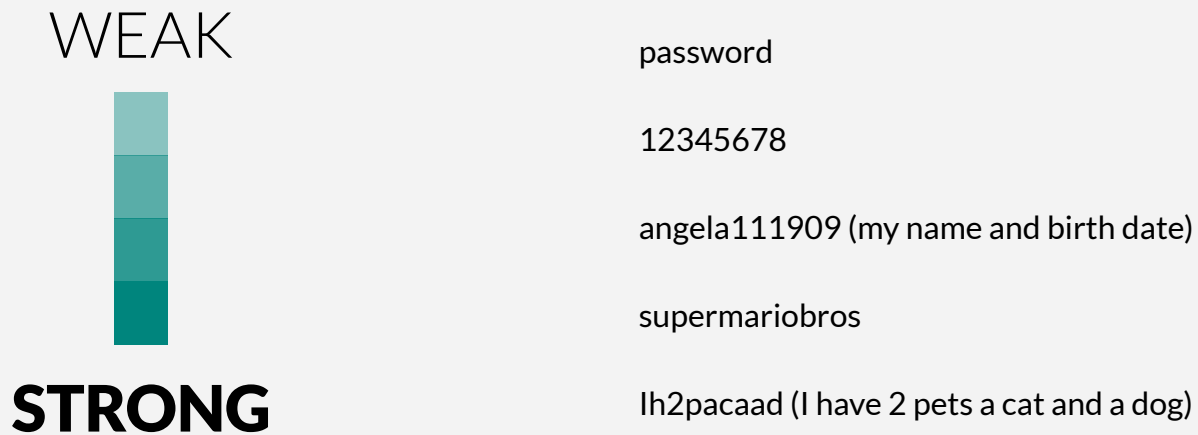 WEAK
password
12345678
angela111909 (my name and birth date)
supermariobros
STRONG
Ih2pacaad (I have 2 pets a cat and a dog)